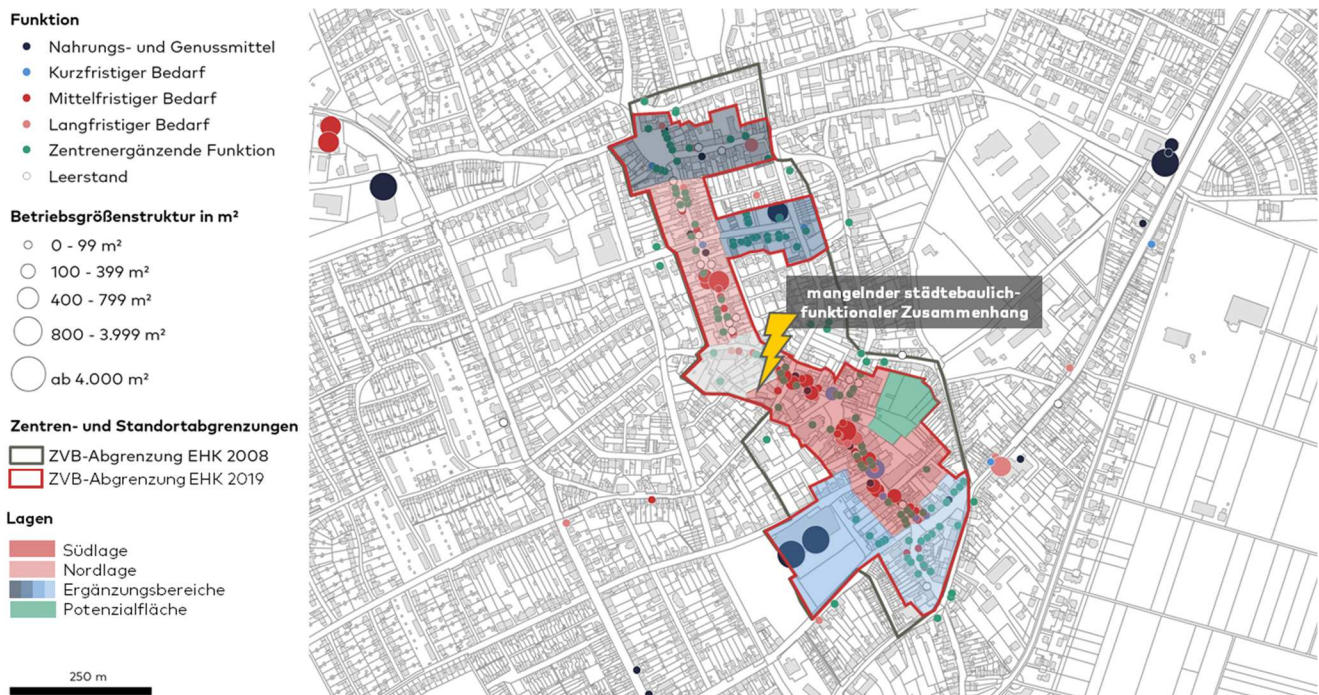 Funktion
Nahrungs- und Genussmittel
Kurzfristiger Bedarf
Mittelfristiger Bedarf
Langfristiger Bedarf
Zentrenergänzende Funktion
Leerstand
Betriebsgrößenstruktur in m²
0 - 99 m²
100 - 399 m²
400 - 799 m²
800 - 3.999 m²
ab 4.000 m²
Zentren- und Standortabgrenzungen
ZVB-Abgrenzung EHK 2008
ZVB-Abgrenzung EHK 2019
Lagen
Südlage
Nordlage
Ergänzungsbereiche
Potenzialfläche
250 m
mangelnder städtebaulich-
funktionaler Zusammenhang